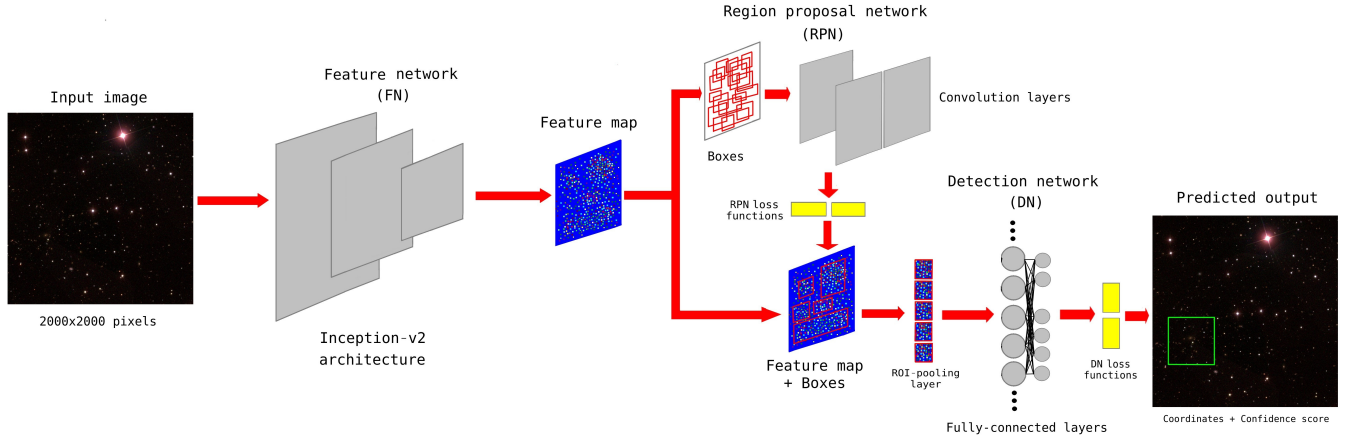 Input image
2000x2000 pixels
Feature network
(FN)
Inception-v2
architecture
Feature map
Region proposal network
(RPN)
Boxes
Convolution layers
RPN loss
functions
Feature map
+ Boxes
ROI-pooling
layer
Detection network
(DN)
Fully-connected layers
DN loss
functions
Predicted output
Coordinates + Confidence score